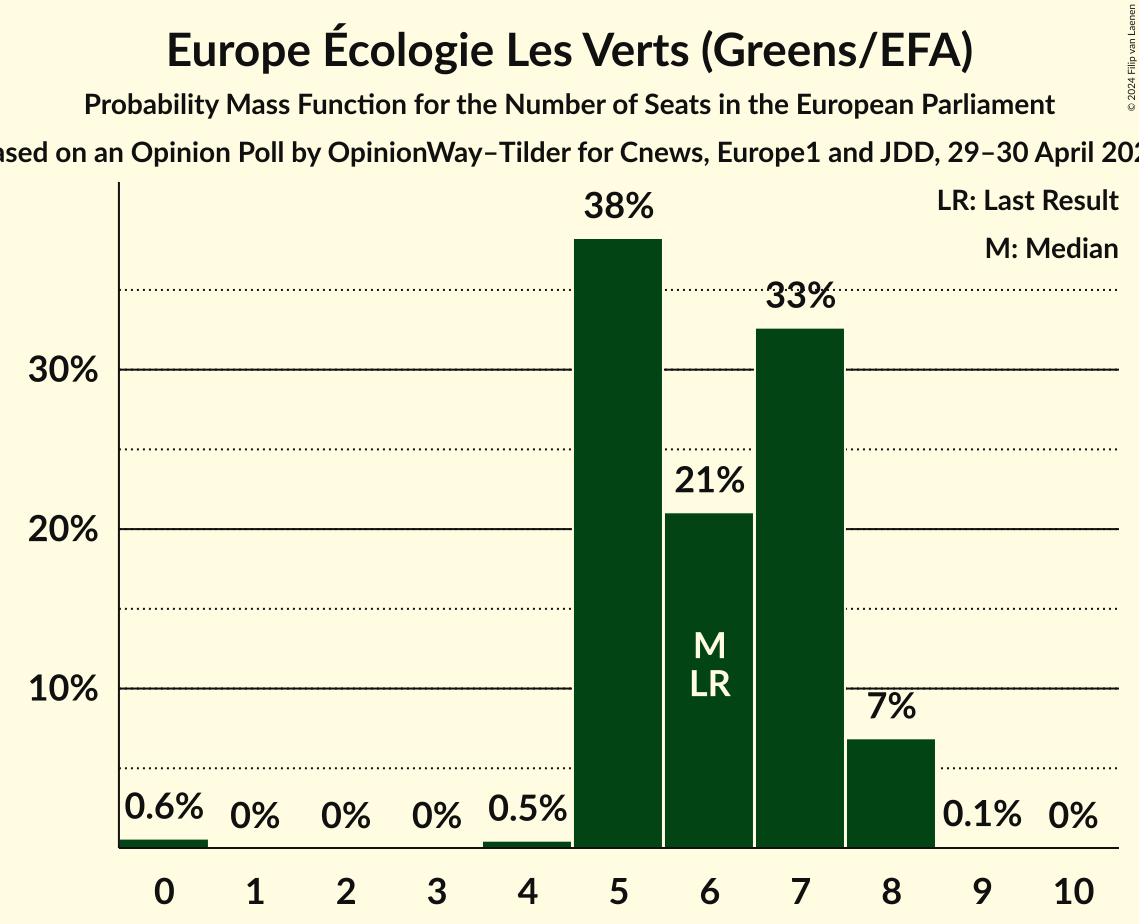 Europe Écologie Les Verts (Greens/EFA)
Probability Mass Function for the Number of Seats in the European Parliament
on an Opinion Poll by OpinionWay–Tilder for Cnews, Europe1 and JDD, 29–30 April
© 2024 Filip van Laenen
LR: Last Result
M: Median
38%
33%
30%
21%
20%
M
LR
10%
7%
0.6%
0%
0%
0%
0.5%
0.1%
0%
0 1 2 3 4 5 6 7 8 9 10